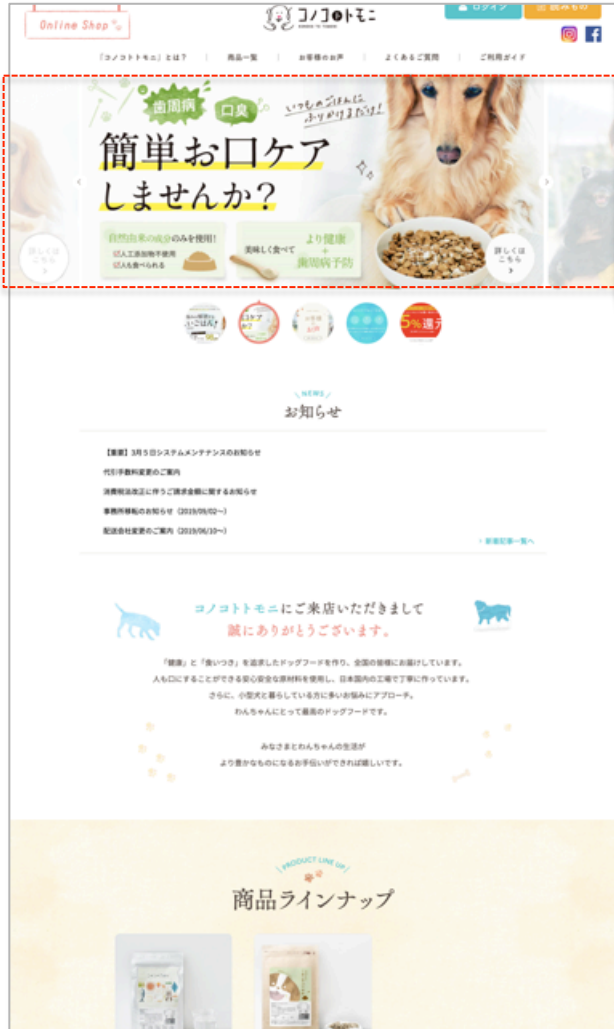 Online Shop
コノコトトモニ
ログイン
読みもの
「コノコトトモニ」とは?
商品一覧
お客様のお声
よくあるご質問
ご利用ガイド
歯周病
口臭
いつものごはんに
ふりかけるだけ!
簡単お口ケア
しませんか?
自然由来の成分のみを使用!
人工添加物不使用
人も食べられる
美味しく食べて
より健康
+
歯周病予防
詳しくは
こちら
詳しくは
こちら
5%還元
NEWS
お知らせ
【重要】3月5日システムメンテナンスのお知らせ
代引手数料変更のご案内
消費税法改正に伴うご請求金額に関するお知らせ
事務所移転のお知らせ(2019/09/02〜)
配送会社変更のご案内(2019/06/10〜)
> 新着記事一覧へ
コノコトトモニにご来店いただきまして
誠にありがとうございます。
「健康」と「食いつき」を追求したドッグフードを作り、全国の皆様にお届けしています。
人も口にすることができる安心安全な原材料を使用し、日本国内の工場で丁寧に作っています。
さらに、小型犬と暮らしている方に多いお悩みにアプローチ。
わんちゃんにとって最高のドッグフードです。
みなさまとわんちゃんの生活が
より豊かなものになるお手伝いができれば嬉しいです。
PRODUCT LINE UP
商品ラインナップ